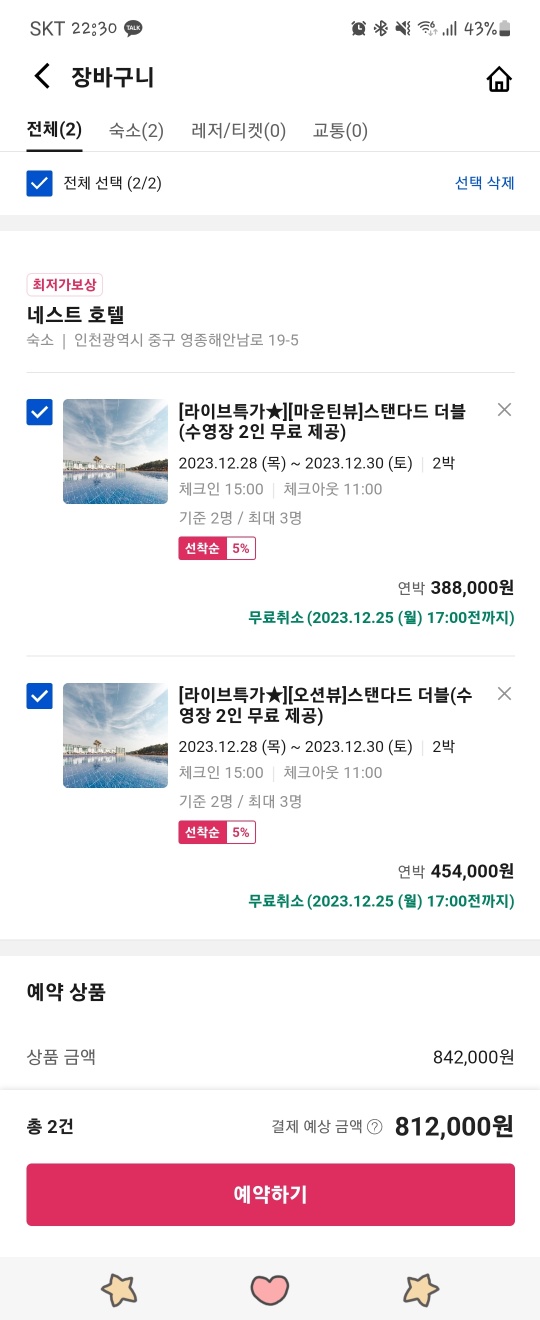 SKT 22:30 TALK 43%
장바구니
전체(2) 숙소(2) 레저/티켓(0) 교통(0)
전체 선택 (2/2) 선택 삭제
최저가보상
네스트 호텔
숙소 | 인천광역시 중구 영종해안남로 19-5
[라이브특가★][마운틴뷰]스탠다드 더블
(수영장 2인 무료 제공)
2023.12.28 (목) ~ 2023.12.30 (토) | 2박
체크인 15:00 | 체크아웃 11:00
기준 2명 / 최대 3명
선착순 5%
연박 388,000원
무료취소 (2023.12.25 (월) 17:00전까지)
[라이브특가★][오션뷰]스탠다드 더블(수
영장 2인 무료 제공)
2023.12.28 (목) ~ 2023.12.30 (토) | 2박
체크인 15:00 | 체크아웃 11:00
기준 2명 / 최대 3명
선착순 5%
연박 454,000원
무료취소 (2023.12.25 (월) 17:00전까지)
예약 상품
상품 금액 842,000원
총 2건 결제 예상 금액 ? 812,000원
예약하기